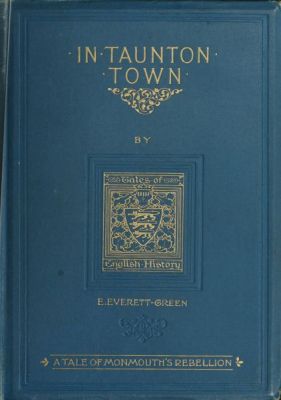 ·IN·TAUNTON·
·TOWN·
BY
Tales of
English·History
E.EVERETT-GREEN
A TALE OF MONMOUTH'S REBELLION